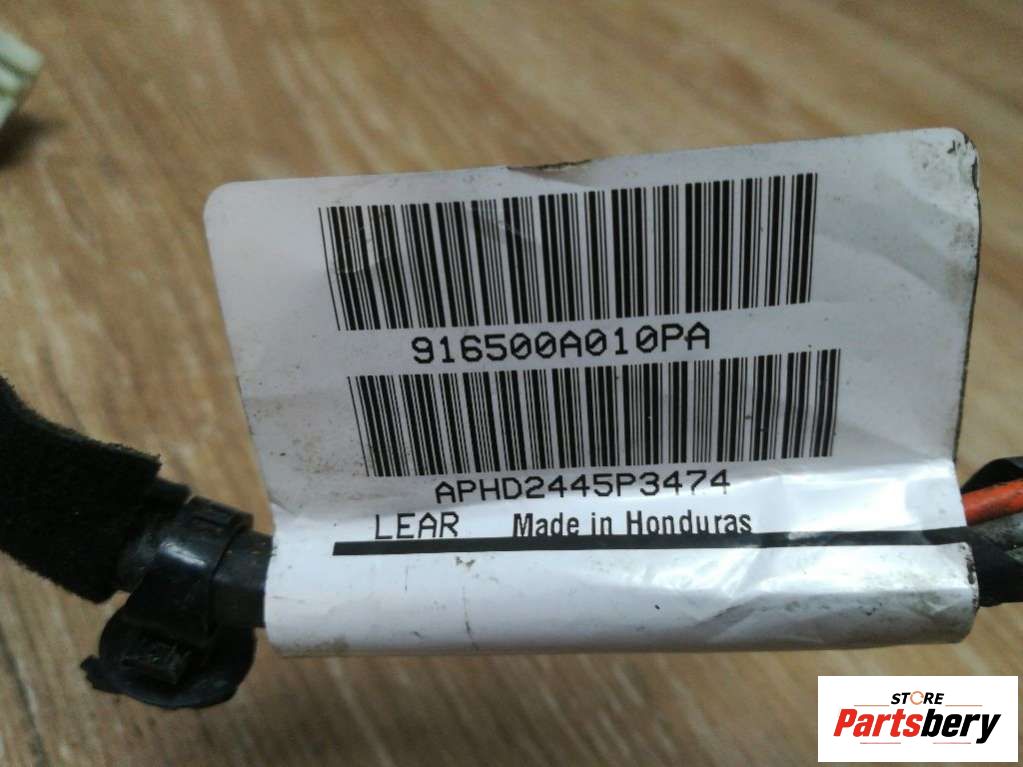 916500A010PA
APHD2445P3474
LEAR Made in Honduras
STORE
Partsbery